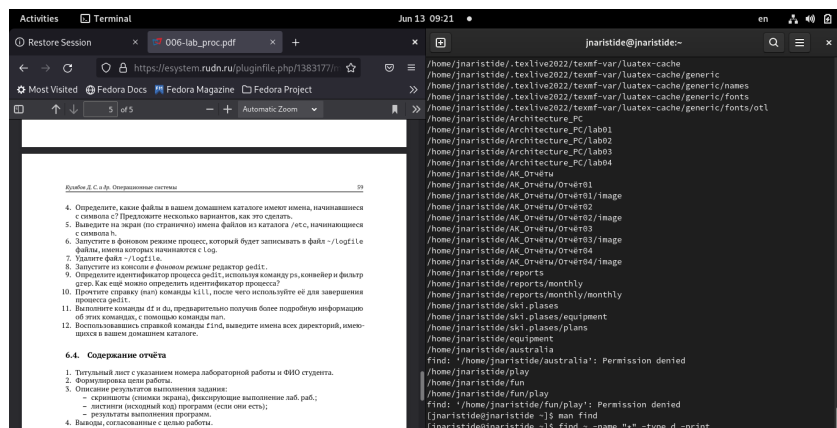 Activities
Terminal
Jun 13 09:21
en
Restore Session
006-lab_proc.pdf
https://esystem.rudn.ru/pluginfile.php/1383177/m
Most Visited
Fedora Docs
Fedora Magazine
Fedora Project
5 of 5
Automatic Zoom
Кулябов Д. С. и др. Операционные системы 59
4. Определите, какие файлы в вашем домашнем каталоге имеют имена, начинавшиеся
с символа c? Предложите несколько вариантов, как это сделать.
5. Выведите на экран (по странично) имена файлов из каталога /etc, начинающиеся
с символа h.
6. Запустите в фоновом режиме процесс, который будет записывать в файл ~/logfile
файлы, имена которых начинаются с log.
7. Удалите файл ~/logfile.
8. Запустите из консоли в фоновом режиме редактор gedit.
9. Определите идентификатор процесса gedit, используя команду ps, конвейер и фильтр
grep. Как ещё можно определить идентификатор процесса?
10. Прочтите справку (man) команды kill, после чего используйте её для завершения
процесса gedit.
11. Выполните команды df и du, предварительно получив более подробную информацию
об этих командах, с помощью команды man.
12. Воспользовавшись справкой команды find, выведите имена всех директорий, имею-
щихся в вашем домашнем каталоге.
6.4. Содержание отчёта
1. Титульный лист с указанием номера лабораторной работы и ФИО студента.
2. Формулировка цели работы.
3. Описание результатов выполнения задания:
– скриншоты (снимки экрана), фиксирующие выполнение лаб. раб.;
– листинги (исходный код) программ (если они есть);
– результаты выполнения программ.
4. Выводы, согласованные с целью работы.
jnaristide@jnaristide:~
/home/jnaristide/.texlive2022/texmf-var/luatex-cache
/home/jnaristide/.texlive2022/texmf-var/luatex-cache/generic
/home/jnaristide/.texlive2022/texmf-var/luatex-cache/generic/names
/home/jnaristide/.texlive2022/texmf-var/luatex-cache/generic/fonts
/home/jnaristide/.texlive2022/texmf-var/luatex-cache/generic/fonts/otl
/home/jnaristide/Architecture_PC
/home/jnaristide/Architecture_PC/lab01
/home/jnaristide/Architecture_PC/lab02
/home/jnaristide/Architecture_PC/lab03
/home/jnaristide/Architecture_PC/lab04
/home/jnaristide/АК_Отчёты
/home/jnaristide/АК_Отчёты/Отчёт01
/home/jnaristide/АК_Отчёты/Отчёт01/image
/home/jnaristide/АК_Отчёты/Отчёт02
/home/jnaristide/АК_Отчёты/Отчёт02/image
/home/jnaristide/АК_Отчёты/Отчёт03
/home/jnaristide/АК_Отчёты/Отчёт03/image
/home/jnaristide/АК_Отчёты/Отчёт04
/home/jnaristide/АК_Отчёты/Отчёт04/image
/home/jnaristide/reports
/home/jnaristide/reports/monthly
/home/jnaristide/reports/monthly/monthly
/home/jnaristide/ski.plases
/home/jnaristide/ski.plases/equipment
/home/jnaristide/ski.plases/plans
/home/jnaristide/equipment
/home/jnaristide/australia
find: '/home/jnaristide/australia': Permission denied
/home/jnaristide/play
/home/jnaristide/fun
/home/jnaristide/fun/play
find: '/home/jnaristide/fun/play': Permission denied
[jnaristide@jnaristide ~]$ man find
[jnaristide@jnaristide ~]$ find ~ -name "*" -type d -print